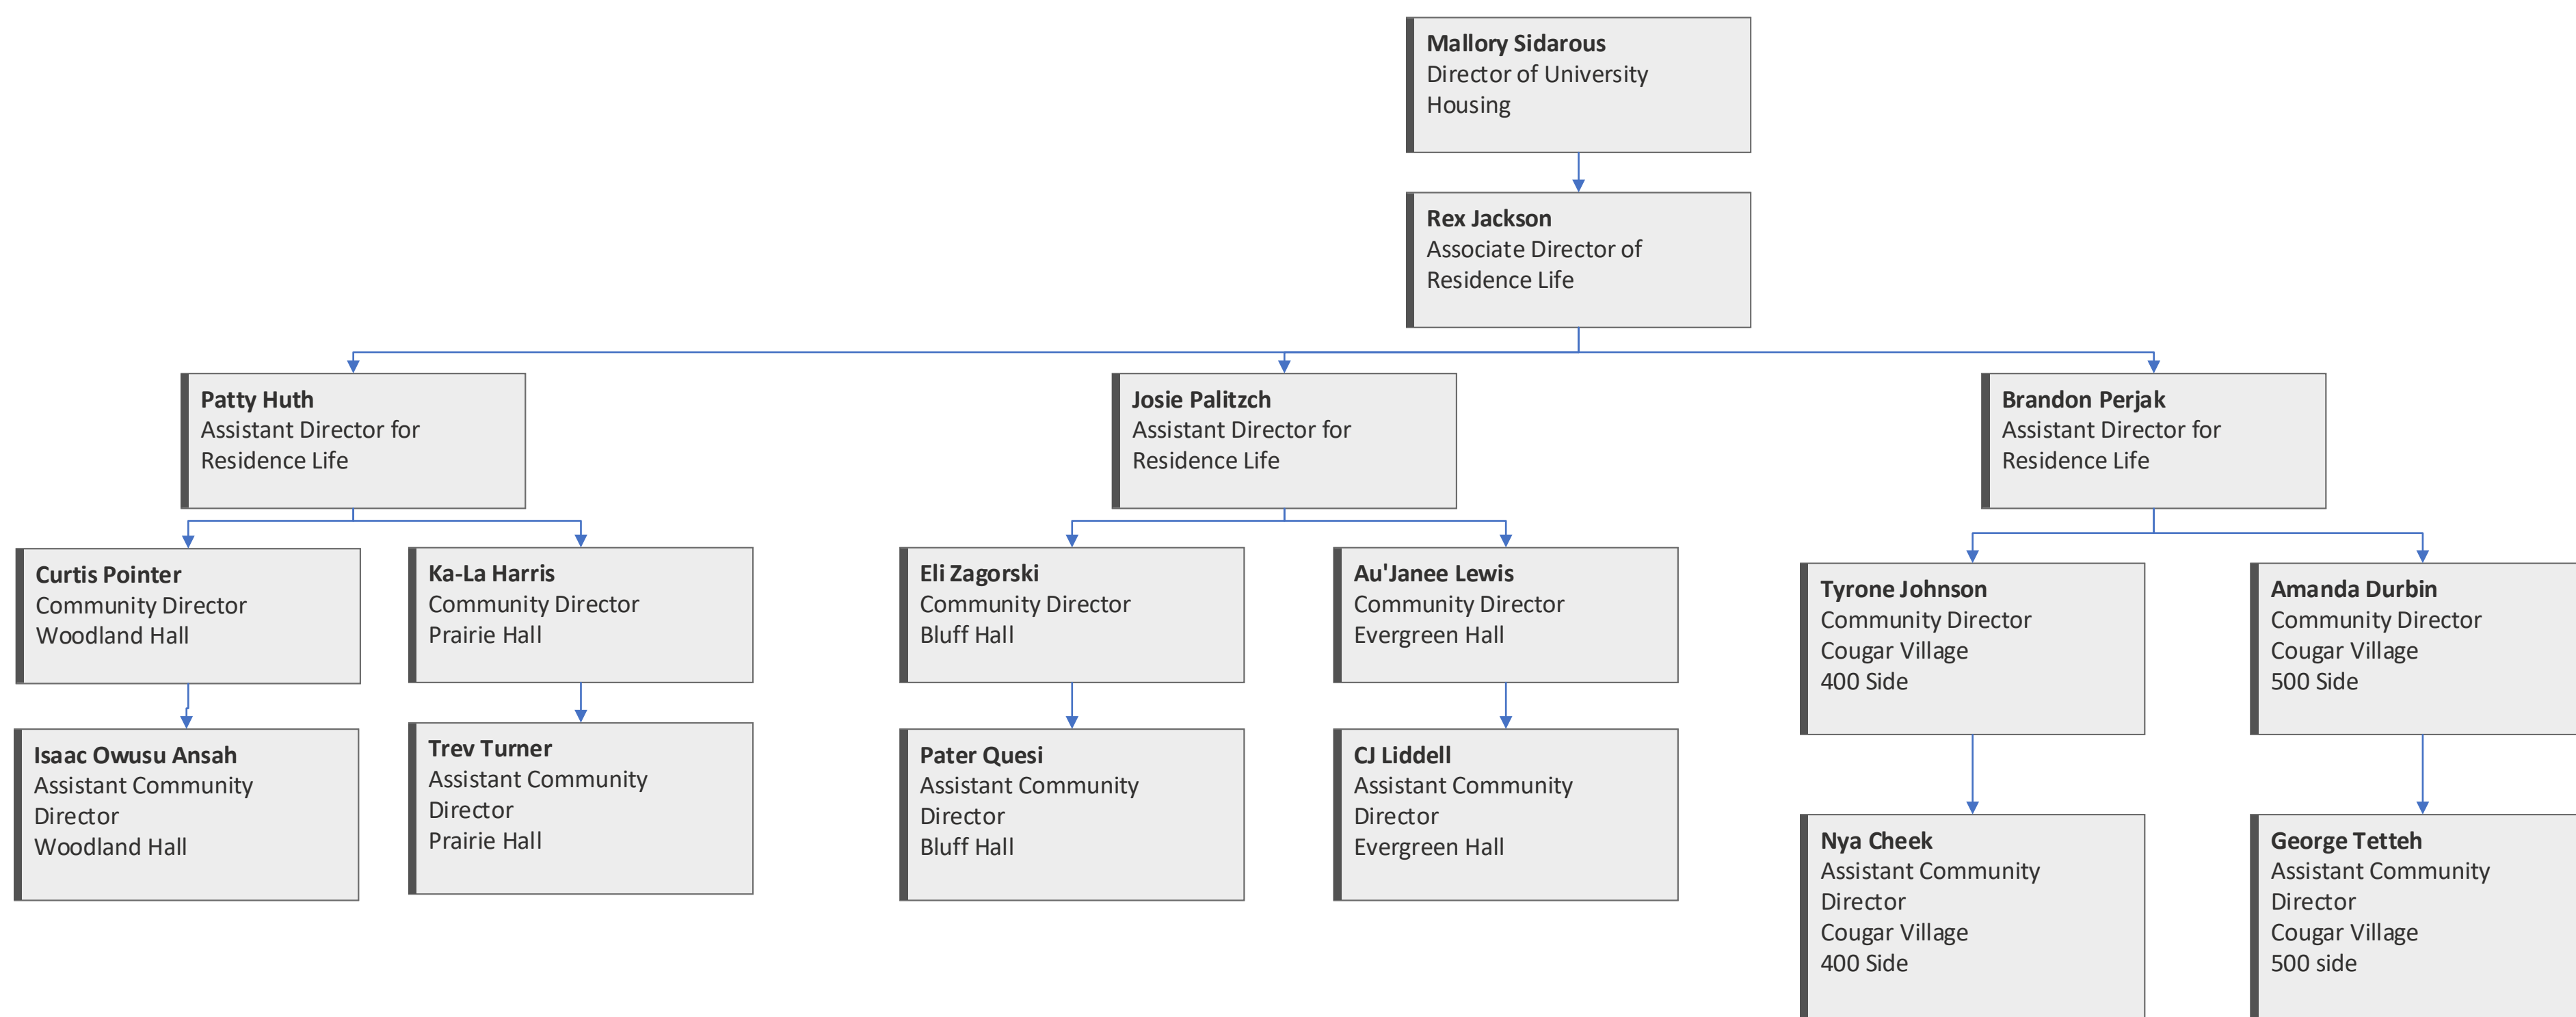 Mallory Sidarous
Director of University
Housing
Rex Jackson
Associate Director of
Residence Life
Patty Huth
Assistant Director for
Residence Life
Josie Palitzch
Assistant Director for
Residence Life
Brandon Perjak
Assistant Director for
Residence Life
Curtis Pointer
Community Director
Woodland Hall
Ka-La Harris
Community Director
Prairie Hall
Eli Zagorski
Community Director
Bluff Hall
Au'Janee Lewis
Community Director
Evergreen Hall
Tyrone Johnson
Community Director
Cougar Village
400 Side
Amanda Durbin
Community Director
Cougar Village
500 Side
Isaac Owusu Ansah
Assistant Community
Director
Woodland Hall
Trev Turner
Assistant Community
Director
Prairie Hall
Pater Quesi
Assistant Community
Director
Bluff Hall
CJ Liddell
Assistant Community
Director
Evergreen Hall
Nya Cheek
Assistant Community
Director
Cougar Village
400 Side
George Tetteh
Assistant Community
Director
Cougar Village
500 side